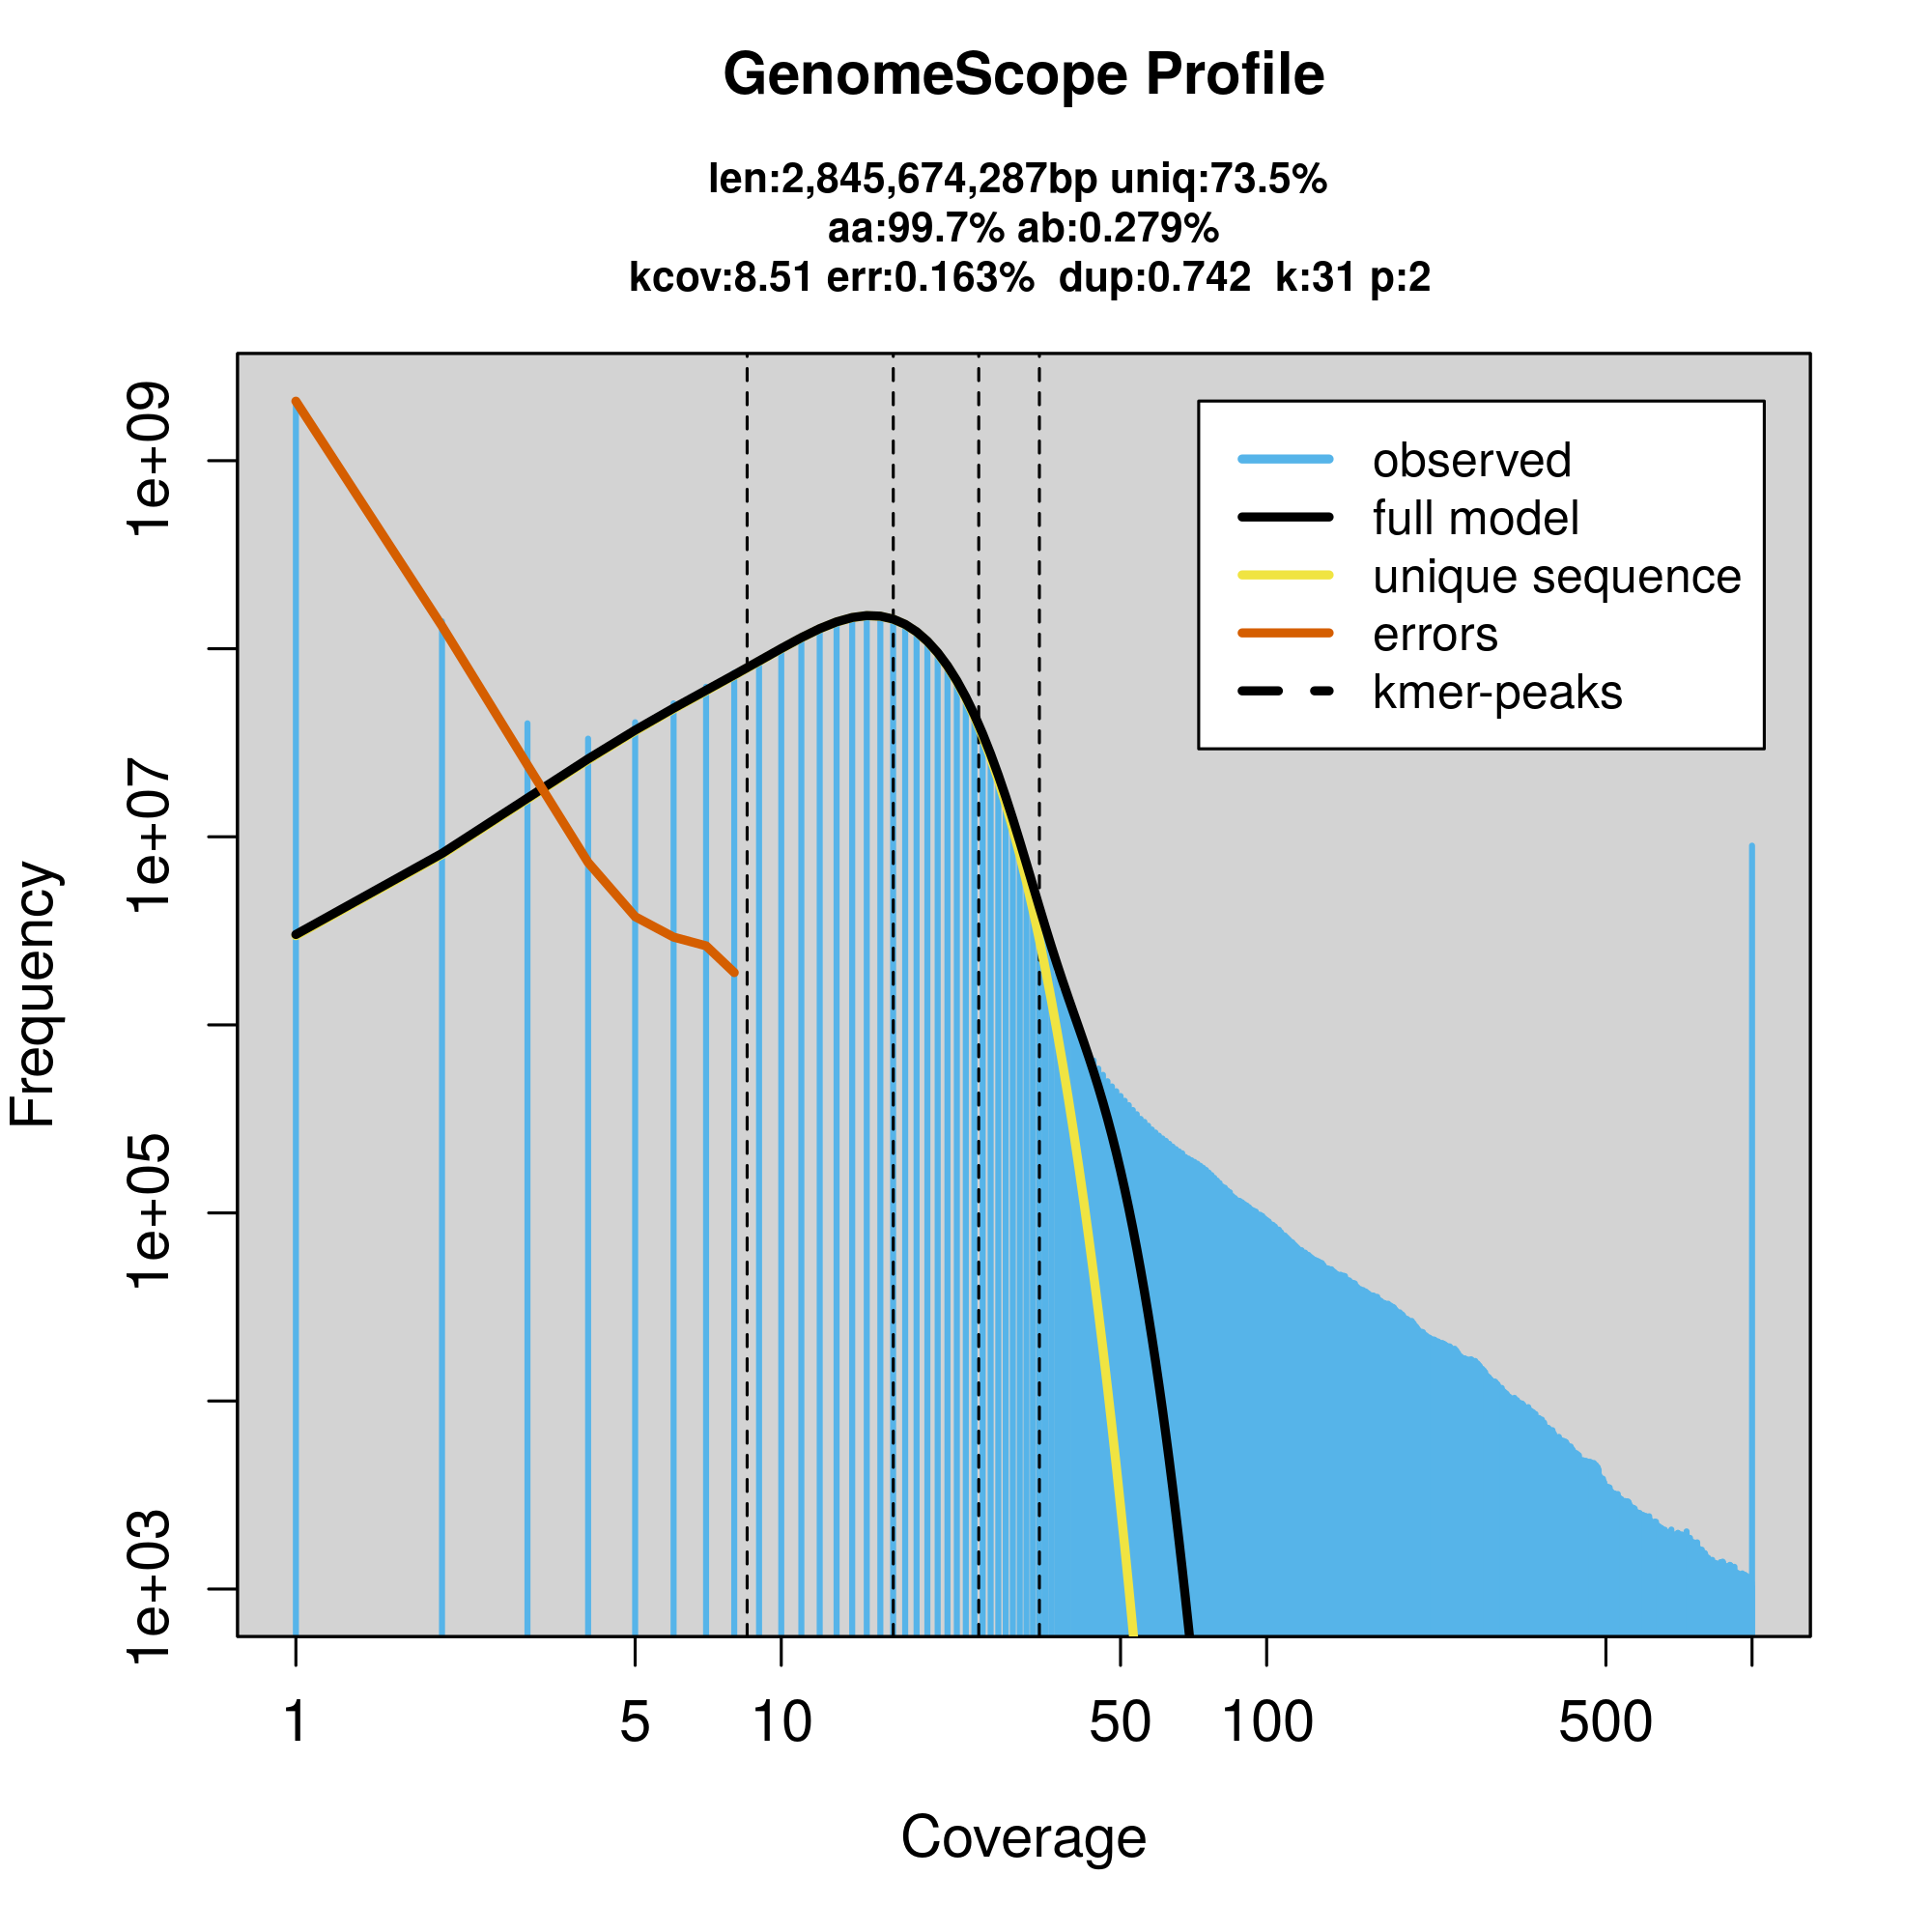 GenomeScope Profile
len:2,845,674,287bp uniq:73.5%
aa:99.7% ab:0.279%
kcov:8.51 err:0.163%  dup:0.742  k:31 p:2
observed
full model
unique sequence
errors
kmer-peaks
Frequency
1e+09
1e+07
1e+05
1e+03
1 5 10 50 100 500
Coverage